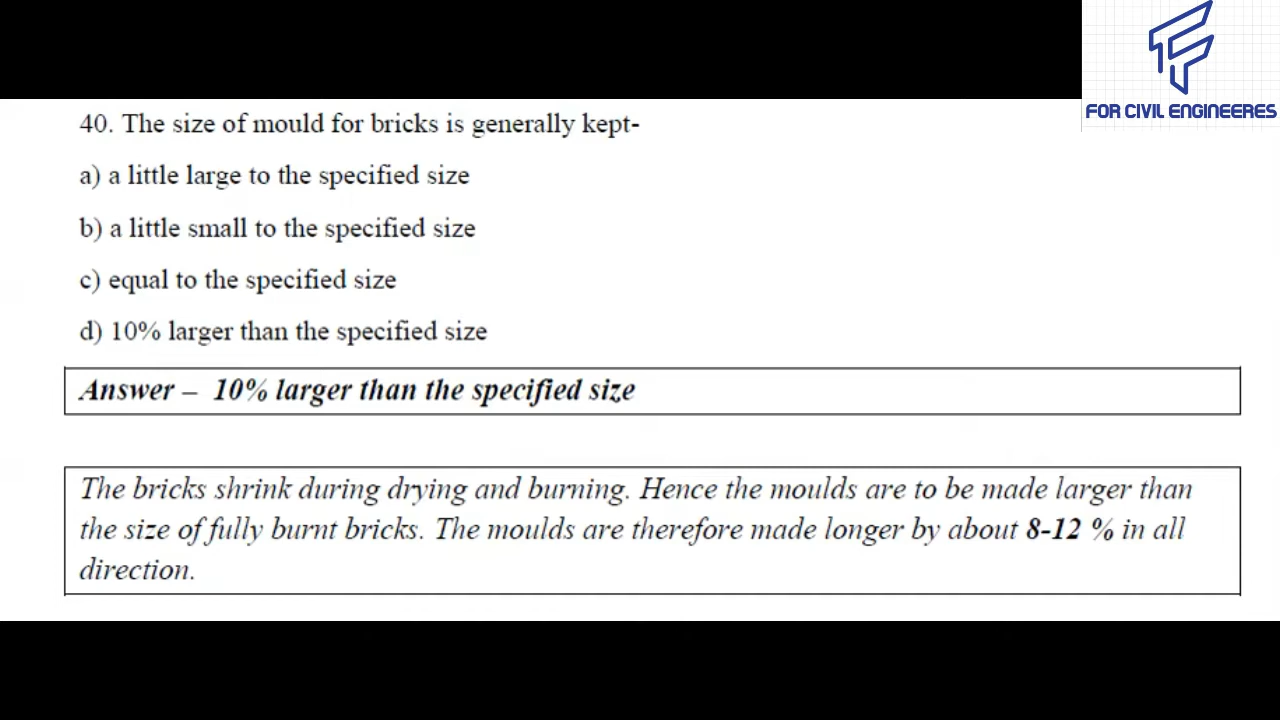 FOR CIVIL ENGINEERES
40. The size of mould for bricks is generally kept-
a) a little large to the specified size
b) a little small to the specified size
c) equal to the specified size
d) 10% larger than the specified size
Answer – 10% larger than the specified size
The bricks shrink during drying and burning. Hence the moulds are to be made larger than
the size of fully burnt bricks. The moulds are therefore made longer by about 8-12 % in all
direction.